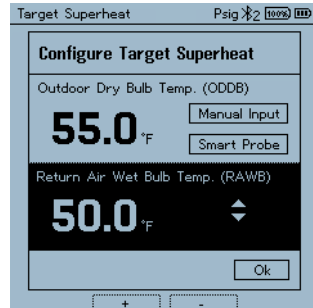 Target Superheat Psig 2 100%
Configure Target Superheat
Outdoor Dry Bulb Temp. (ODDB)
55.0 °F
Manual Input
Smart Probe
Return Air Wet Bulb Temp. (RAWB)
50.0 °F
Ok
+ -